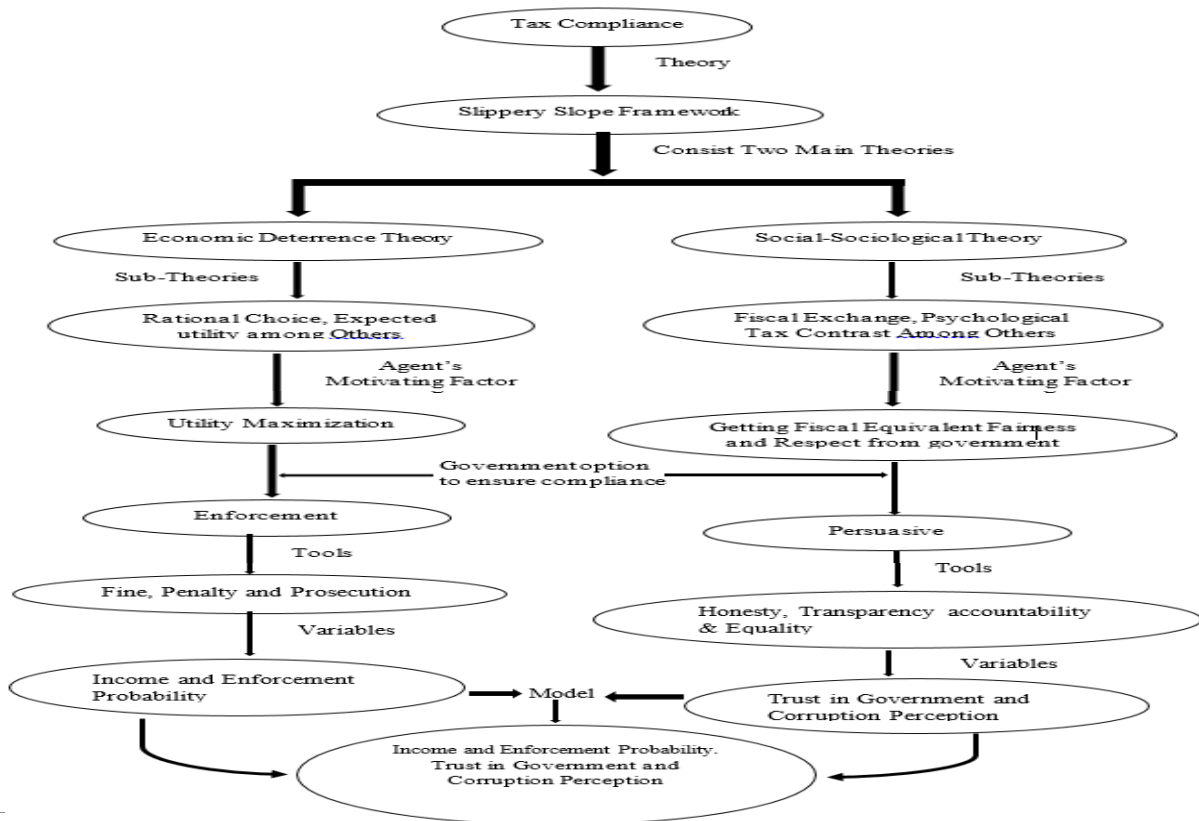 Tax Compliance
Theory
Slippery Slope Framework
Consist Two Main Theories
Economic Deterrence Theory
Social-Sociological Theory
Sub-Theories
Sub-Theories
Rational Choice, Expected
utility among Others
Fiscal Exchange, Psychological
Tax Contrast Among Others
Agent's
Motivating Factor
Agent's
Motivating Factor
Utility Maximization
Getting Fiscal Equivalent Fairness
and Respect from government
Government option
to ensure compliance
Enforcement
Persuasive
Tools
Tools
Fine, Penalty and Prosecution
Honesty, Transparency accountability
& Equality
Variables
Variables
Income and Enforcement
Probability
Model
Trust in Government and
Corruption Perception
Income and Enforcement Probability.
Trust in Government and
Corruption Perception